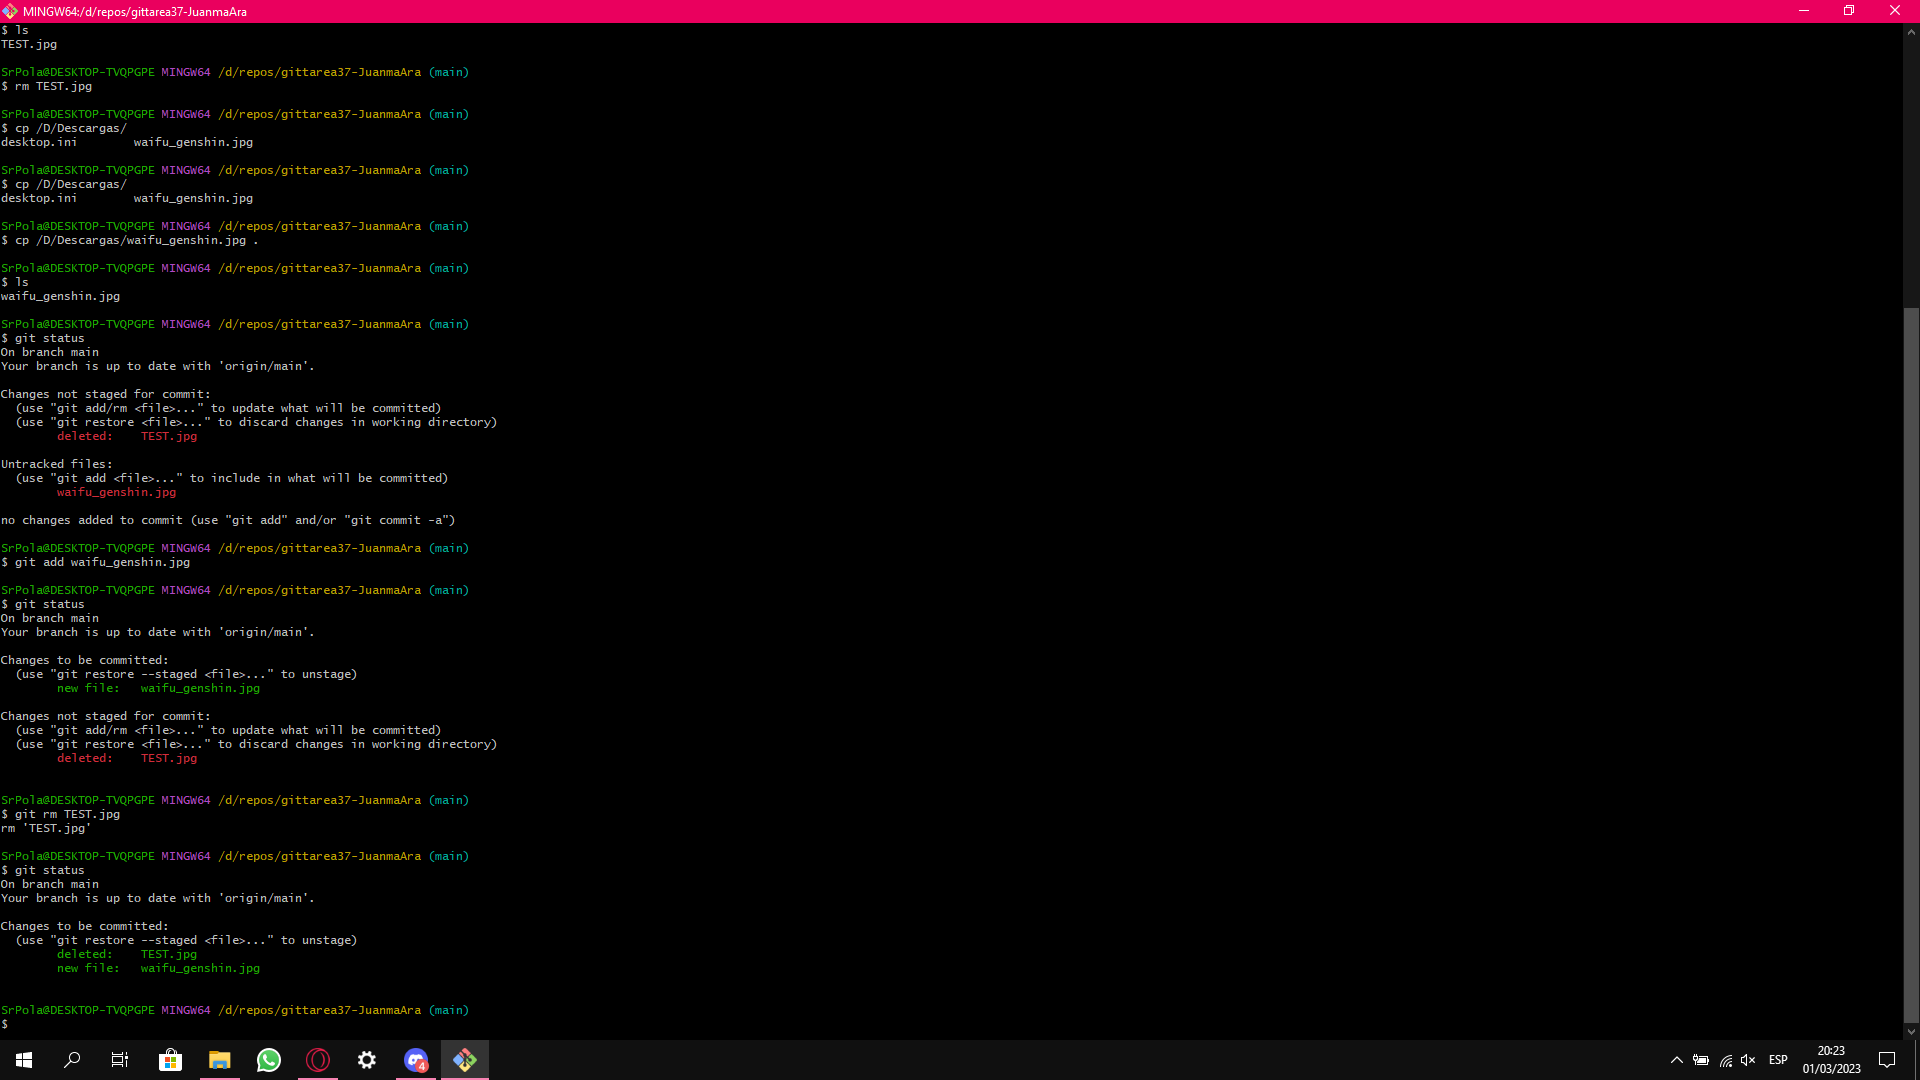 MINGW64:/d/repos/gittarea37-JuanmaAra
$ ls
TEST.jpg
SrPola@DESKTOP-TVQPGPE MINGW64 /d/repos/gittarea37-JuanmaAra (main)
$ rm TEST.jpg
SrPola@DESKTOP-TVQPGPE MINGW64 /d/repos/gittarea37-JuanmaAra (main)
$ cp /D/Descargas/
desktop.ini        waifu_genshin.jpg
SrPola@DESKTOP-TVQPGPE MINGW64 /d/repos/gittarea37-JuanmaAra (main)
$ cp /D/Descargas/
desktop.ini        waifu_genshin.jpg
SrPola@DESKTOP-TVQPGPE MINGW64 /d/repos/gittarea37-JuanmaAra (main)
$ cp /D/Descargas/waifu_genshin.jpg .
SrPola@DESKTOP-TVQPGPE MINGW64 /d/repos/gittarea37-JuanmaAra (main)
$ ls
waifu_genshin.jpg
SrPola@DESKTOP-TVQPGPE MINGW64 /d/repos/gittarea37-JuanmaAra (main)
$ git status
On branch main
Your branch is up to date with 'origin/main'.
Changes not staged for commit:
  (use "git add/rm <file>..." to update what will be committed)
  (use "git restore <file>..." to discard changes in working directory)
        deleted:    TEST.jpg
Untracked files:
  (use "git add <file>..." to include in what will be committed)
        waifu_genshin.jpg
no changes added to commit (use "git add" and/or "git commit -a")
SrPola@DESKTOP-TVQPGPE MINGW64 /d/repos/gittarea37-JuanmaAra (main)
$ git add waifu_genshin.jpg
SrPola@DESKTOP-TVQPGPE MINGW64 /d/repos/gittarea37-JuanmaAra (main)
$ git status
On branch main
Your branch is up to date with 'origin/main'.
Changes to be committed:
  (use "git restore --staged <file>..." to unstage)
        new file:   waifu_genshin.jpg
Changes not staged for commit:
  (use "git add/rm <file>..." to update what will be committed)
  (use "git restore <file>..." to discard changes in working directory)
        deleted:    TEST.jpg
SrPola@DESKTOP-TVQPGPE MINGW64 /d/repos/gittarea37-JuanmaAra (main)
$ git rm TEST.jpg
rm 'TEST.jpg'
SrPola@DESKTOP-TVQPGPE MINGW64 /d/repos/gittarea37-JuanmaAra (main)
$ git status
On branch main
Your branch is up to date with 'origin/main'.
Changes to be committed:
  (use "git restore --staged <file>..." to unstage)
        deleted:    TEST.jpg
        new file:   waifu_genshin.jpg
SrPola@DESKTOP-TVQPGPE MINGW64 /d/repos/gittarea37-JuanmaAra (main)
$
4
ESP
20:23
01/03/2023